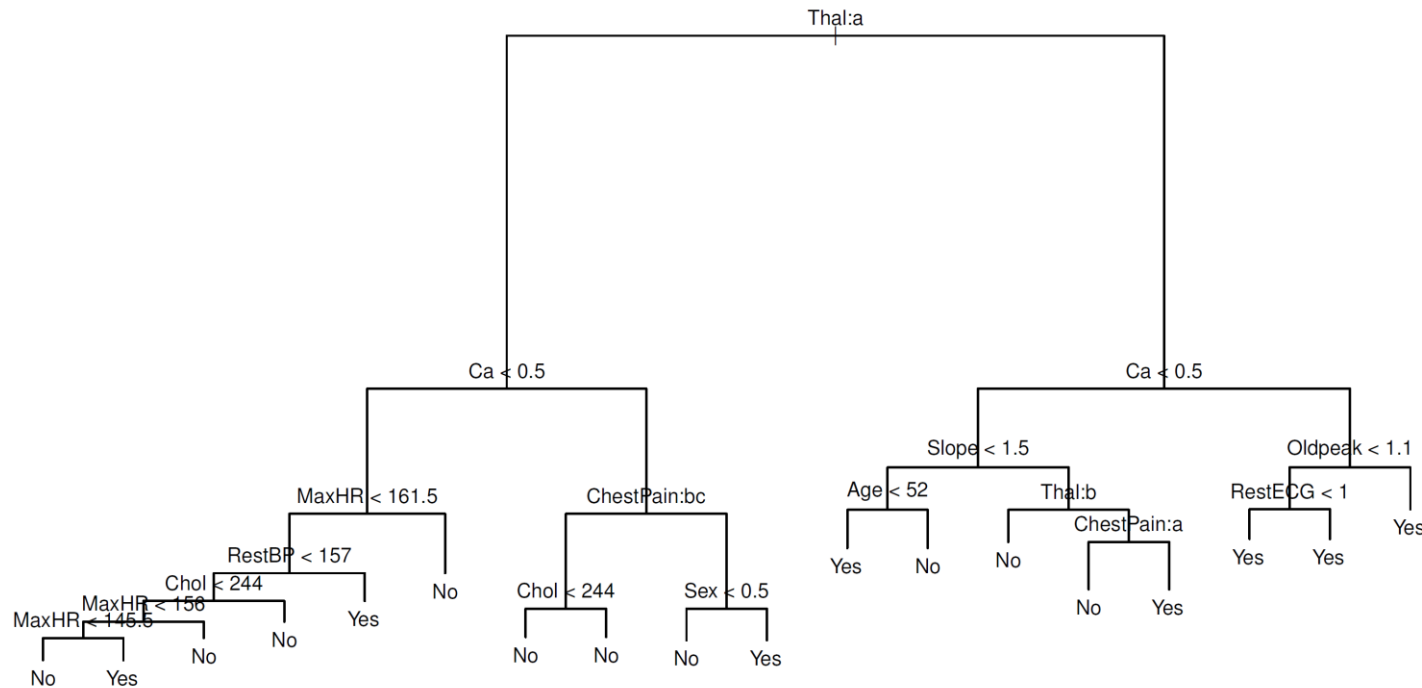 Thal:a
Ca < 0.5
Ca < 0.5
Slope < 1.5
Oldpeak < 1.1
MaxHR < 161.5
ChestPain:bc
Age < 52
Thal:b
RestECG < 1
ChestPain:a
Yes
RestBP < 157
Yes
No
No
Yes
Yes
Chol < 244
No
Chol < 244
Sex < 0.5
MaxHR < 156
Yes
No
Yes
MaxHR < 145.5
No
No
No
No
No
Yes
No
Yes